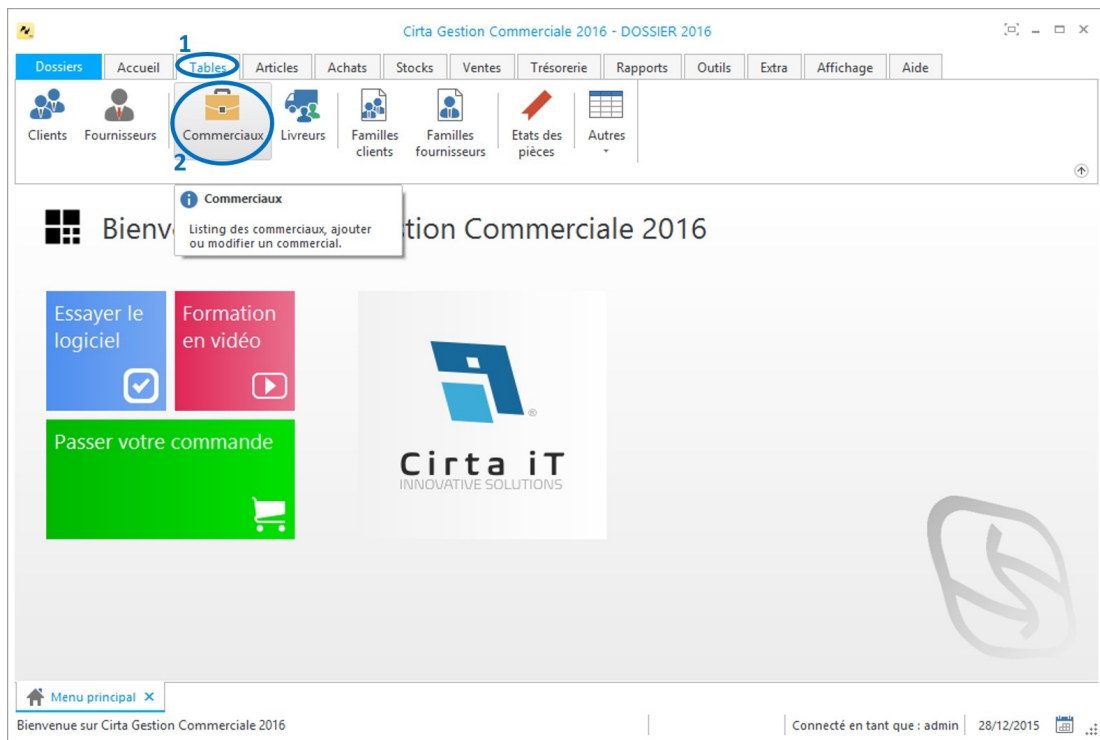 Cirta Gestion Commerciale 2016 - DOSSIER 2016
1
Dossiers Accueil Tables Articles Achats Stocks Ventes Trésorerie Rapports Outils Extra Affichage Aide
Clients Fournisseurs Commerciaux Livreurs Familles clients Familles fournisseurs Etats des pièces Autres
2
Commerciaux
Listing des commerciaux, ajouter
ou modifier un commercial.
Bienv tion Commerciale 2016
Essayer le
logiciel
Formation
en vidéo
Passer votre commande
Cirta iT
INNOVATIVE SOLUTIONS
®
Menu principal
Bienvenue sur Cirta Gestion Commerciale 2016
Connecté en tant que : admin 28/12/2015